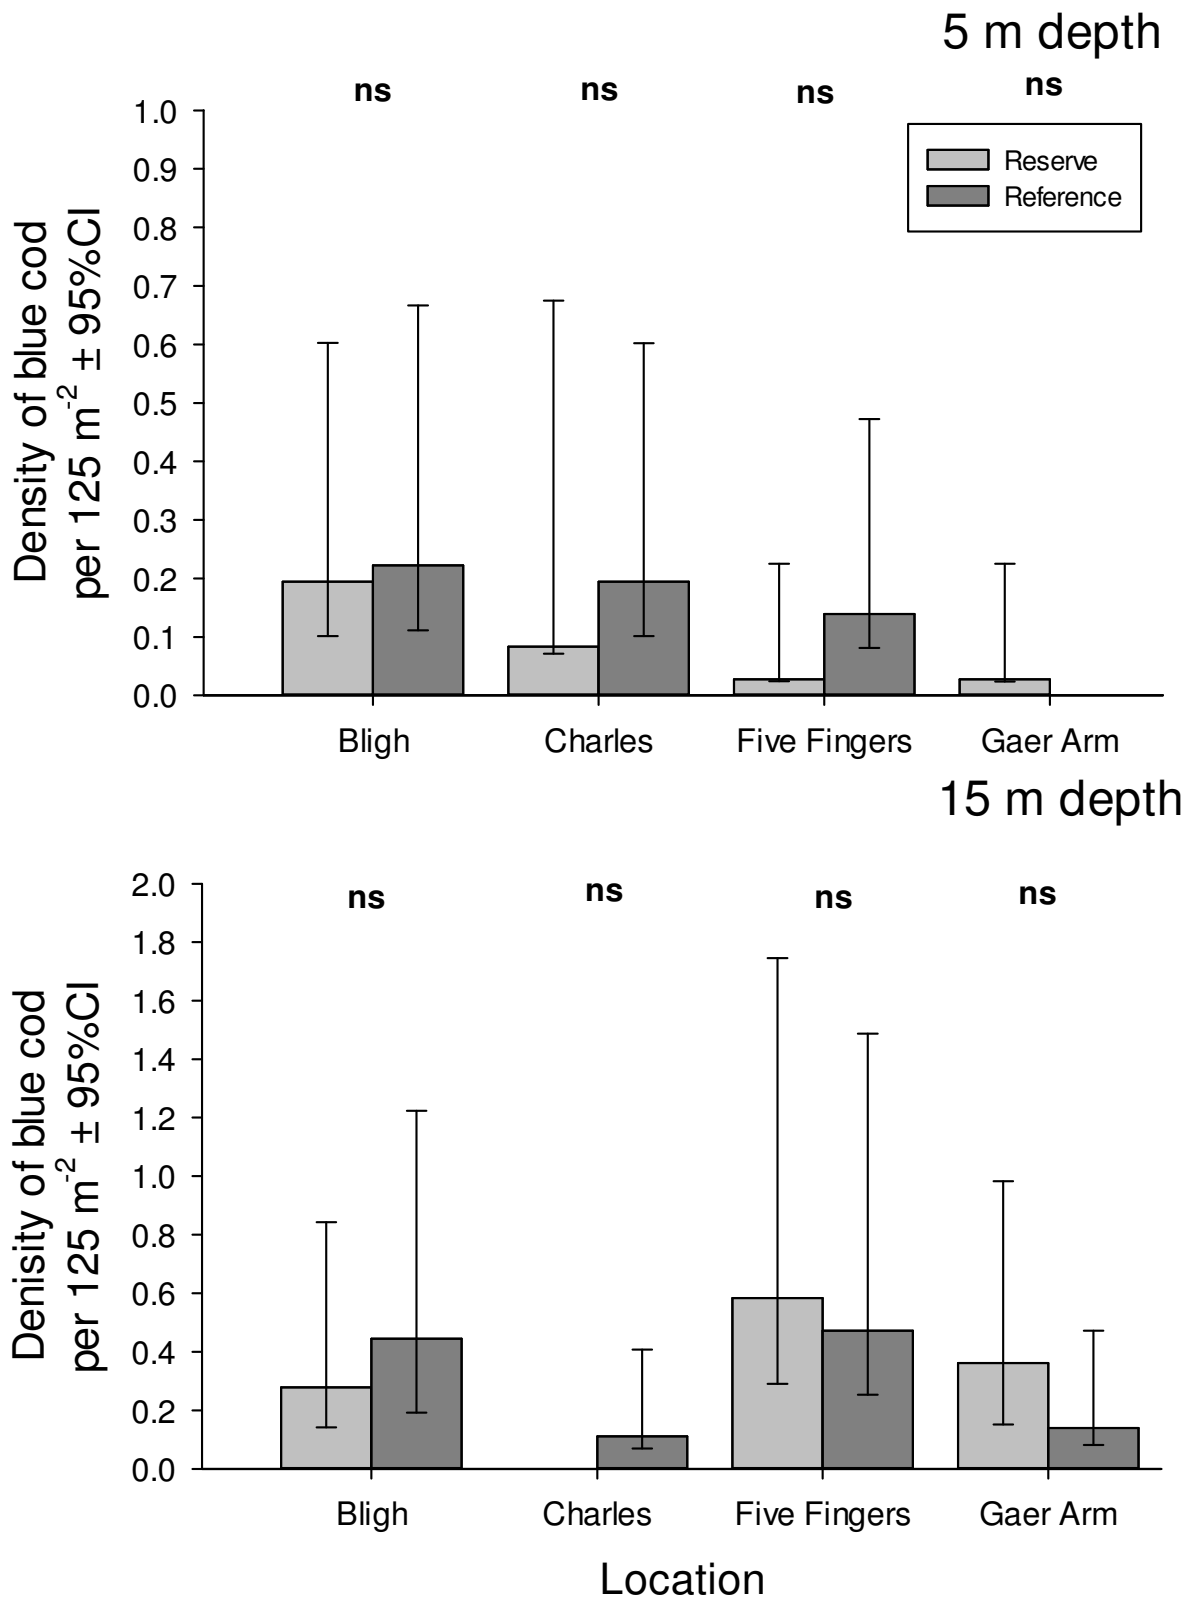 5 m depth
ns ns ns ns
1.0
0.9
0.8
0.7
0.6
0.5
0.4
0.3
0.2
0.1
0.0
Density of blue cod
per 125 m-2 ± 95%CI
Reserve
Reference
Bligh Charles Five Fingers Gaer Arm
15 m depth
ns ns ns ns
2.0
1.8
1.6
1.4
1.2
1.0
0.8
0.6
0.4
0.2
0.0
Denisity of blue cod
per 125 m-2 ± 95%CI
Bligh Charles Five Fingers Gaer Arm
Location